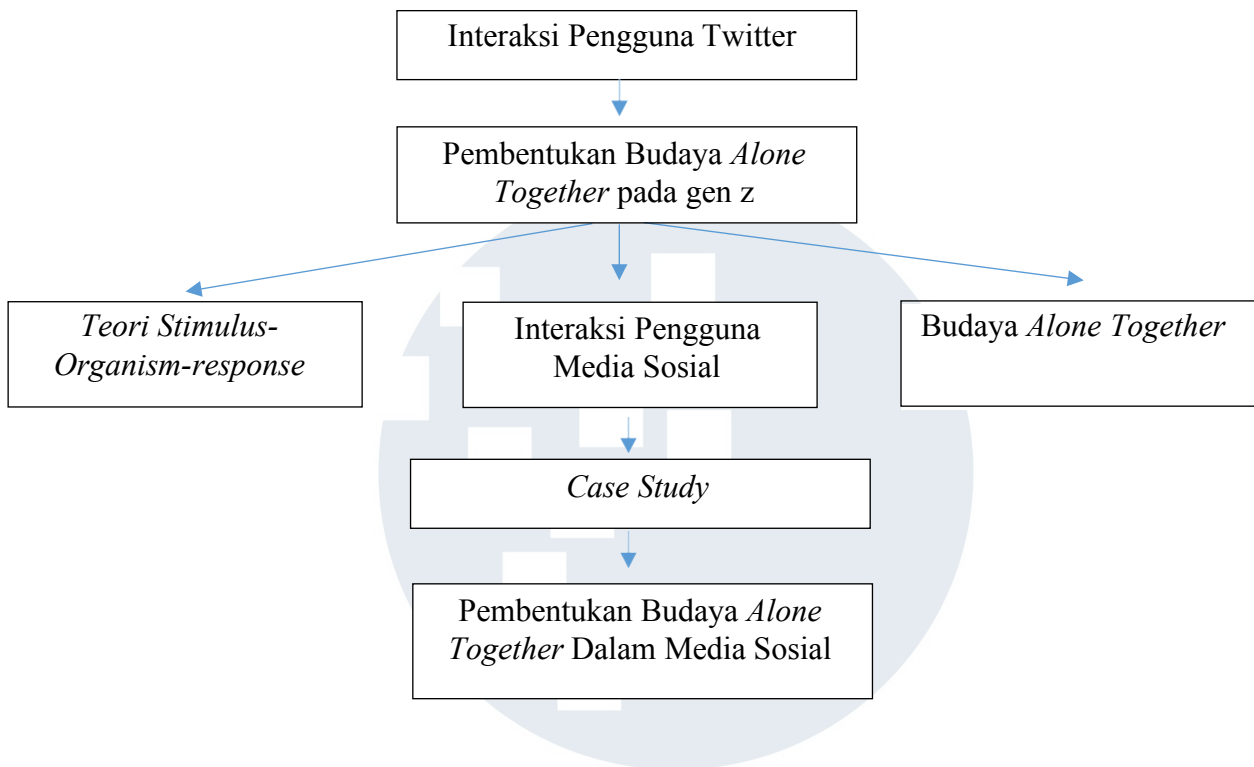 Interaksi Pengguna Twitter
Pembentukan Budaya Alone
Together pada gen z
Teori Stimulus-
Organism-response
Interaksi Pengguna
Media Sosial
Budaya Alone Together
Case Study
Pembentukan Budaya Alone
Together Dalam Media Sosial